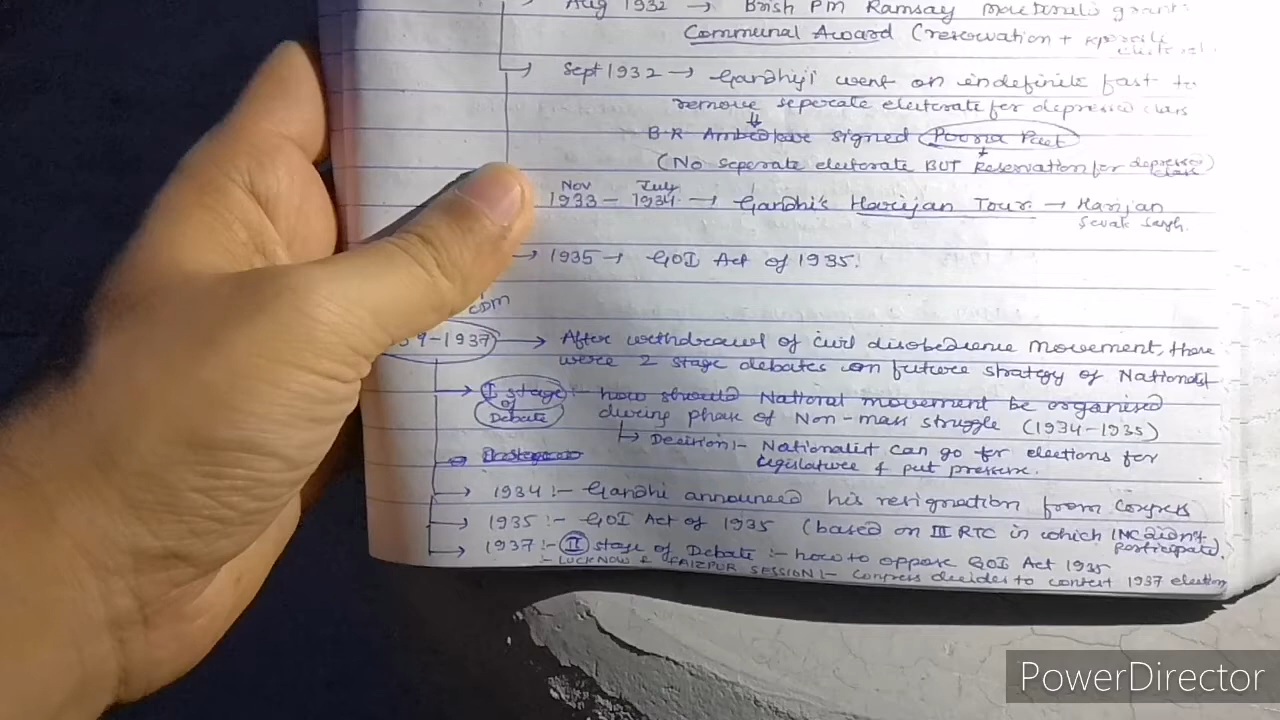 Aug 1932 → Brish PM Ramsay
Communal Award (reservation +
Sept 1932 → Gandhiji went on indefinite fast to
remove seperate electorate for depressed class
B-R Ambedkar signed Poona Pact
(No seperate electorate BUT Reservation for depressed class)
Nov July
1933 - 1934 → Gandhi's Harijan Tour → Harijan
Sevak Sangh.
→ 1935 → GOI Act of 1935.
CDM
-1937 → After withdrawl of civil disobedience movement, there
were 2 stage debates on future stratgy of Nationalist
I stage :- how should National movement be organised
of
Debate during phase of Non-mass struggle (1934-1935)
↳ Decision :- Nationalist can go for elections for
legislature & put pressure.
→ 1934 :- Gandhi announced his resignation from congress
→ 1935 :- GOI Act of 1935 (based on III RTC in which INC didn't
participate).
→ 1937 :- II stage of Debate :- how to oppose GOI Act 1935
:- LUCKNOW & FAIZPUR SESSION :- congress decides to contest 1937 election
PowerDirector